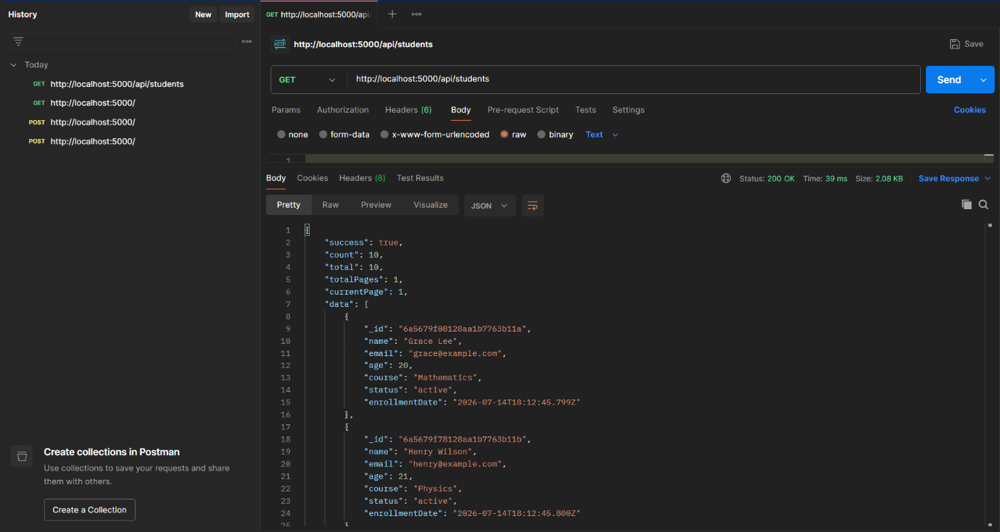 History
New
Import
GET http://localhost:5000/api/
http://localhost:5000/api/students
Save
Today
GET http://localhost:5000/api/students
GET http://localhost:5000/
POST http://localhost:5000/
POST http://localhost:5000/
Create collections in Postman
Use collections to save your requests and share
them with others.
Create a Collection
HTTP
GET http://localhost:5000/api/students
Send
Params Authorization Headers (6) Body Pre-request Script Tests Settings Cookies
none form-data x-www-form-urlencoded raw binary Text
1
Body Cookies Headers (8) Test Results Status: 200 OK Time: 39 ms Size: 2.08 KB Save Response
Pretty Raw Preview Visualize JSON
1 {
2 "success": true,
3 "count": 10,
4 "total": 10,
5 "totalPages": 1,
6 "currentPage": 1,
7 "data": [
8 {
9 "_id": "6a5679f08128aa1b7763b11a",
10 "name": "Grace Lee",
11 "email": "grace@example.com",
12 "age": 20,
13 "course": "Mathematics",
14 "status": "active",
15 "enrollmentDate": "2026-07-14T18:12:45.799Z"
16 },
17 {
18 "_id": "6a5679f78128aa1b7763b11b",
19 "name": "Henry Wilson",
20 "email": "henry@example.com",
21 "age": 21,
22 "course": "Physics",
23 "status": "active",
24 "enrollmentDate": "2026-07-14T18:12:45.800Z"
25 }